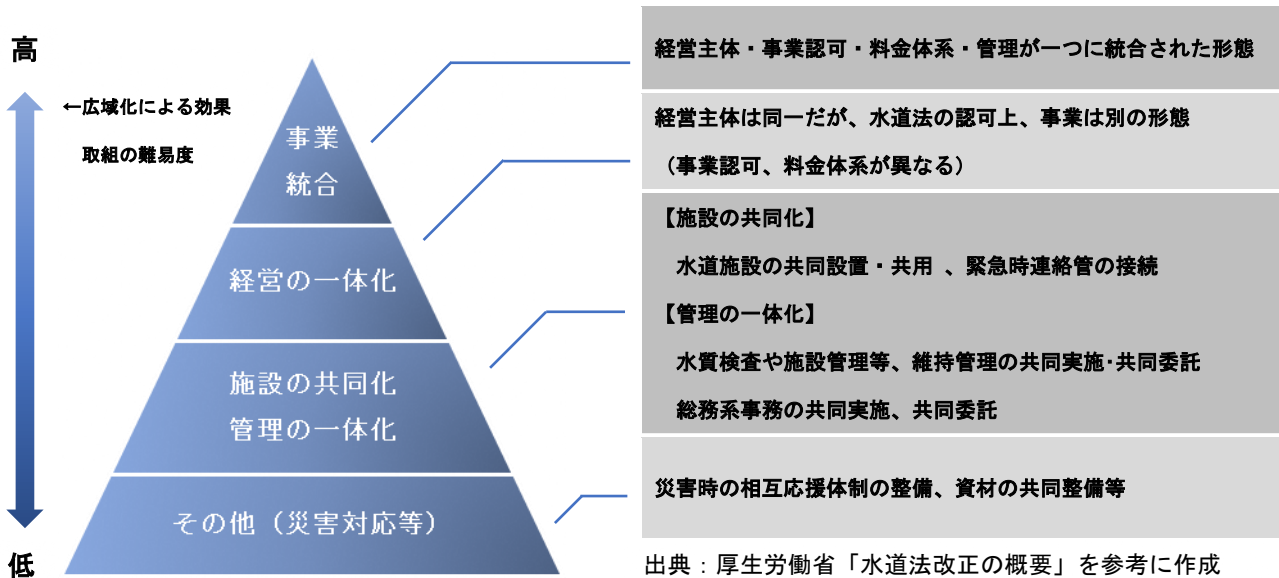 高
←広域化による効果
取組の難易度
低
事業
統合
経営の一体化
施設の共同化
管理の一体化
その他（災害対応等）
経営主体・事業認可・料金体系・管理が一つに統合された形態
経営主体は同一だが、水道法の認可上、事業は別の形態
（事業認可、料金体系が異なる）
【施設の共同化】
水道施設の共同設置・共用 、緊急時連絡管の接続
【管理の一体化】
水質検査や施設管理等、維持管理の共同実施･共同委託
総務系事務の共同実施、共同委託
災害時の相互応援体制の整備、資材の共同整備等
出典：厚生労働省「水道法改正の概要」を参考に作成